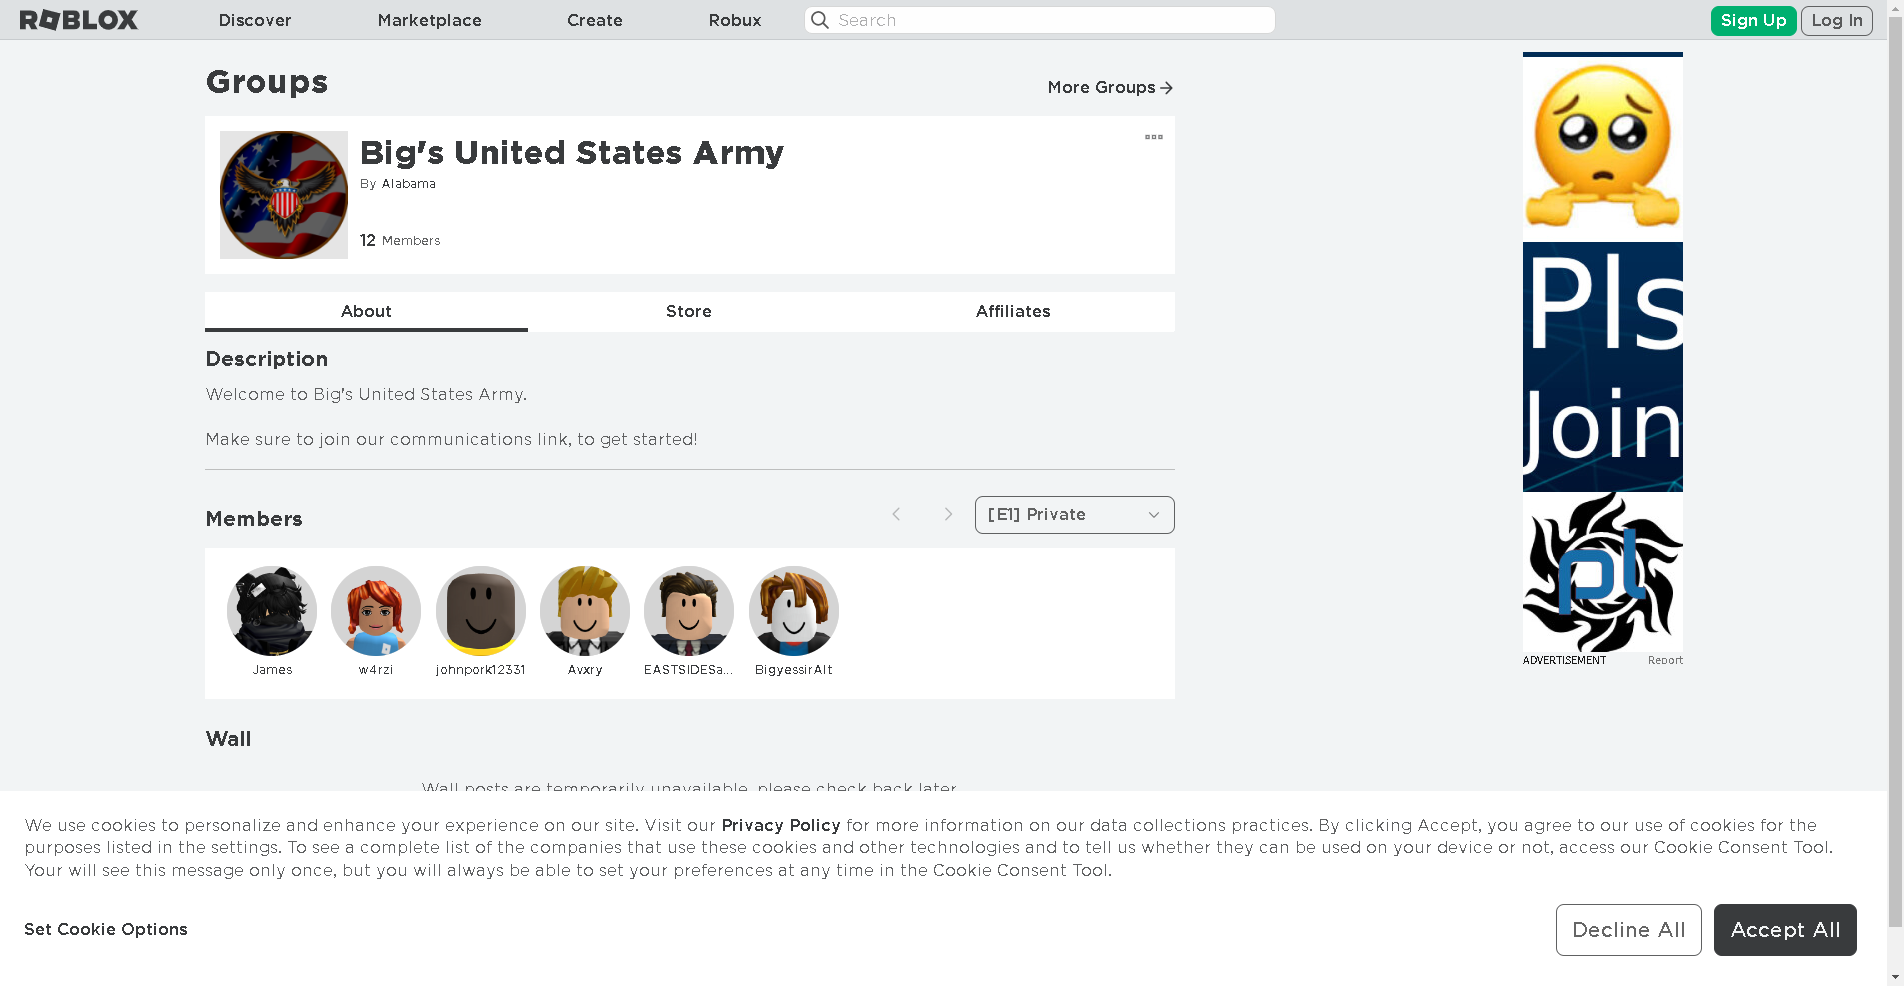 ROBLOX Discover Marketplace Create Robux Search Sign Up Log In
Groups
More Groups
Big's United States Army
By Alabama
12 Members
About Store Affiliates
Description
Welcome to Big's United States Army.
Make sure to join our communications link, to get started!
Members
[E1] Private
James w4rzi johnpork12331 Avxry EASTSIDESa... BigyessirAlt
Wall
Wall posts are temporarily unavailable, please check back later.
Pls
Join
pl
ADVERTISEMENT Report
We use cookies to personalize and enhance your experience on our site. Visit our Privacy Policy for more information on our data collections practices. By clicking Accept, you agree to our use of cookies for the
purposes listed in the settings. To see a complete list of the companies that use these cookies and other technologies and to tell us whether they can be used on your device or not, access our Cookie Consent Tool.
Your will see this message only once, but you will always be able to set your preferences at any time in the Cookie Consent Tool.
Set Cookie Options
Decline All
Accept All